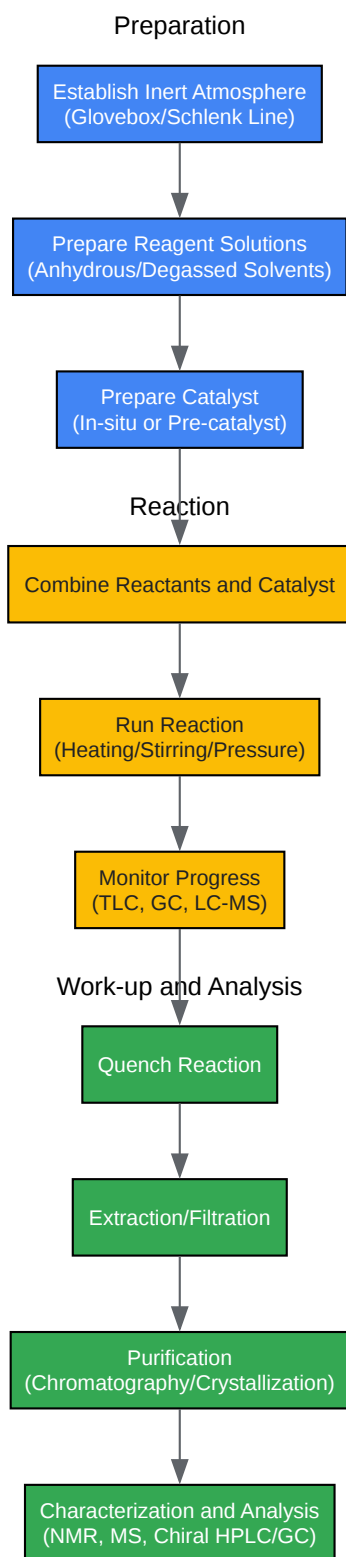 Preparation
Establish Inert Atmosphere
(Glovebox/Schlenk Line)
Prepare Reagent Solutions
(Anhydrous/Degassed Solvents)
Prepare Catalyst
(In-situ or Pre-catalyst)
Reaction
Combine Reactants and Catalyst
Run Reaction
(Heating/Stirring/Pressure)
Monitor Progress
(TLC, GC, LC-MS)
Work-up and Analysis
Quench Reaction
Extraction/Filtration
Purification
(Chromatography/Crystallization)
Characterization and Analysis
(NMR, MS, Chiral HPLC/GC)